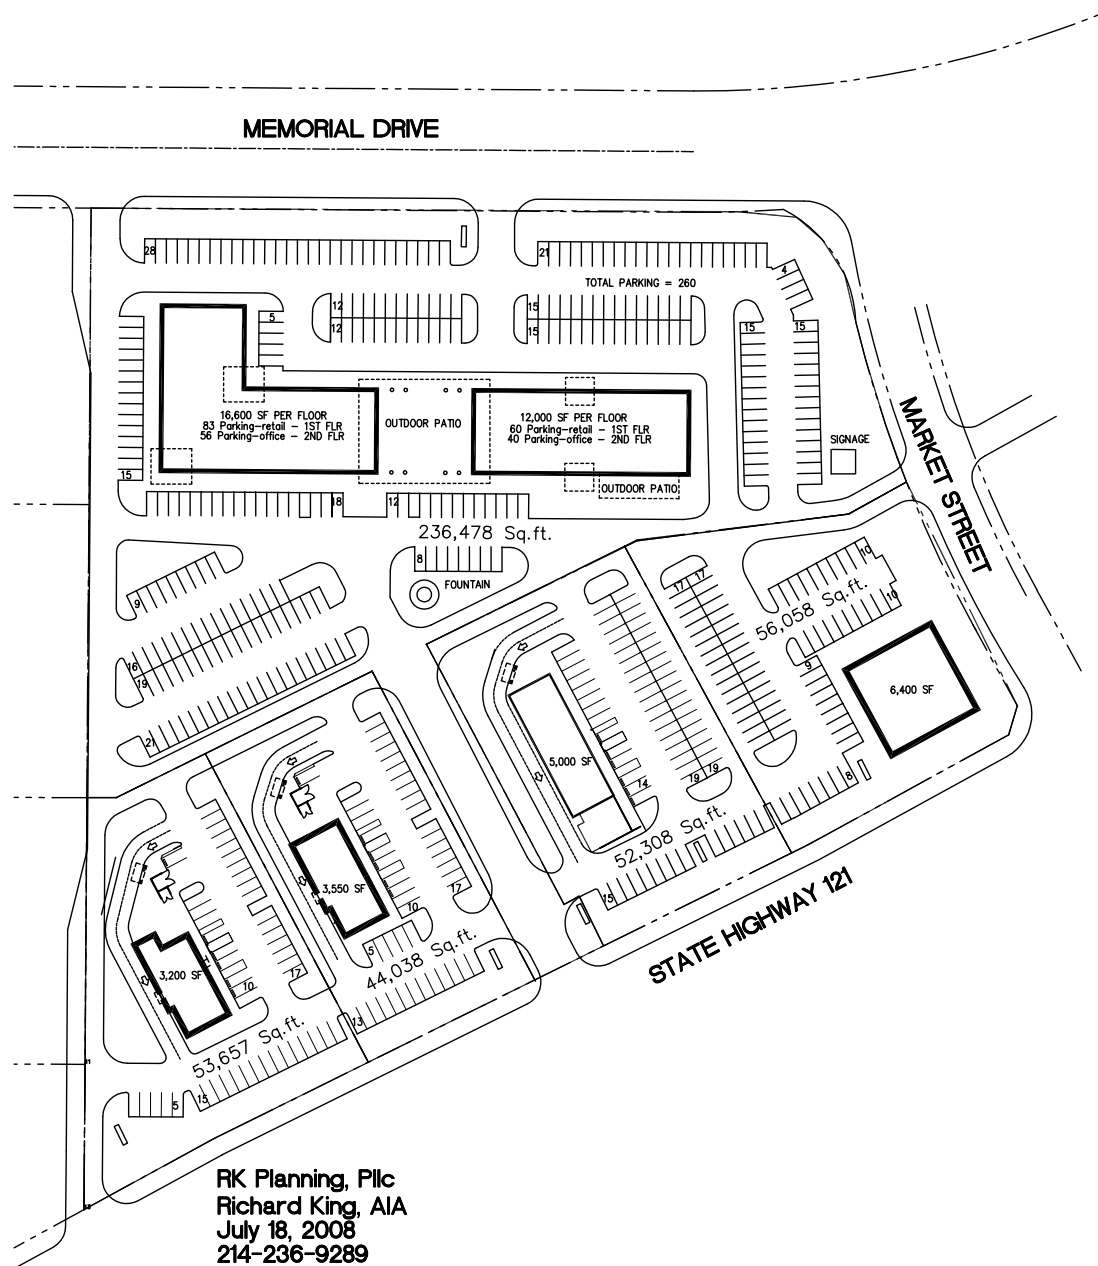 MEMORIAL DRIVE
28
21
4
TOTAL PARKING = 260
12
12
15
15
5
15
15
16,600 SF PER FLOOR
83 Parking-retail - 1ST FLR
56 Parking-office - 2ND FLR
OUTDOOR PATIO
12,000 SF PER FLOOR
60 Parking-retail - 1ST FLR
40 Parking-office - 2ND FLR
SIGNAGE
MARKET STREET
15
OUTDOOR PATIO
18
12
236,478 Sq.ft.
8
FOUNTAIN
9
16
19
21
17
17
10
10
56,058 Sq.ft.
9
6,400 SF
5,000 SF
14
19
19
8
52,308 Sq.ft.
15
STATE HIGHWAY 121
3,550 SF
17
10
5
44,038 Sq.ft.
13
3,200 SF
10
17
53,657 Sq.ft.
15
5
RK Planning, Pllc
Richard King, AIA
July 18, 2008
214-236-9289